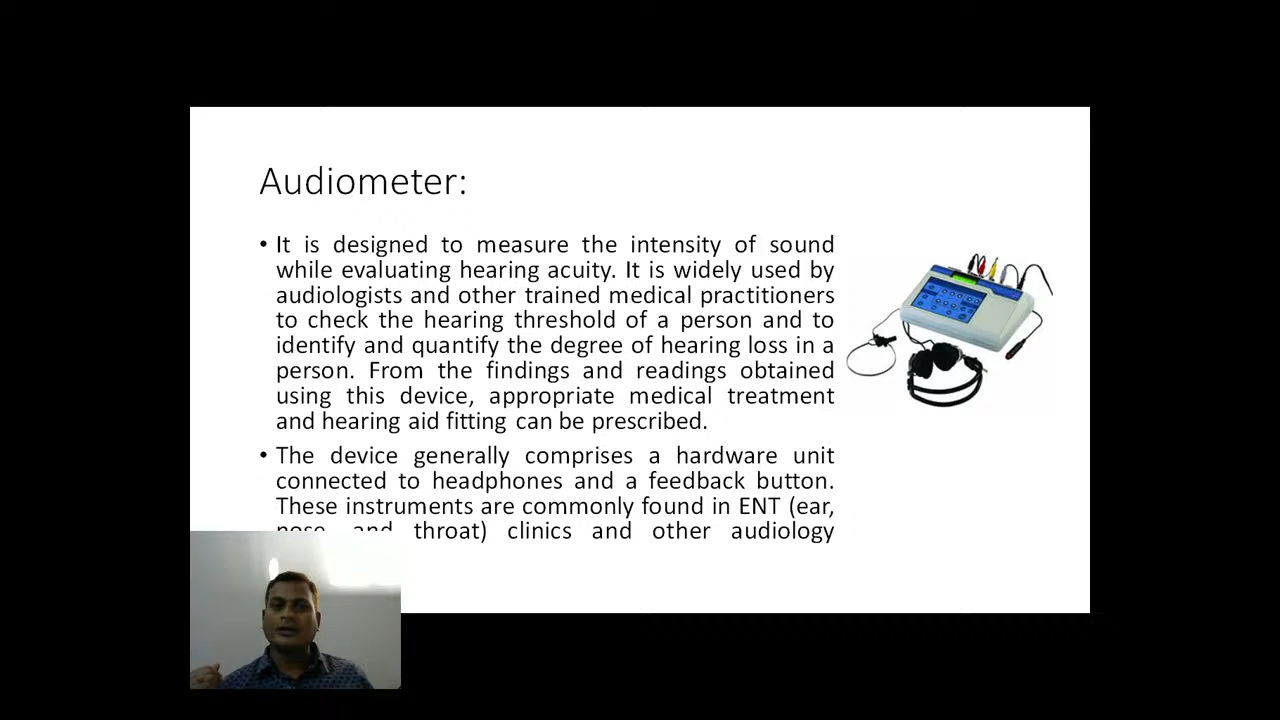 Audiometer:
• It is designed to measure the intensity of sound
while evaluating hearing acuity. It is widely used by
audiologists and other trained medical practitioners
to check the hearing threshold of a person and to
identify and quantify the degree of hearing loss in a
person. From the findings and readings obtained
using this device, appropriate medical treatment
and hearing aid fitting can be prescribed.
• The device generally comprises a hardware unit
connected to headphones and a feedback button.
These instruments are commonly found in ENT (ear,
nose, and throat) clinics and other audiology